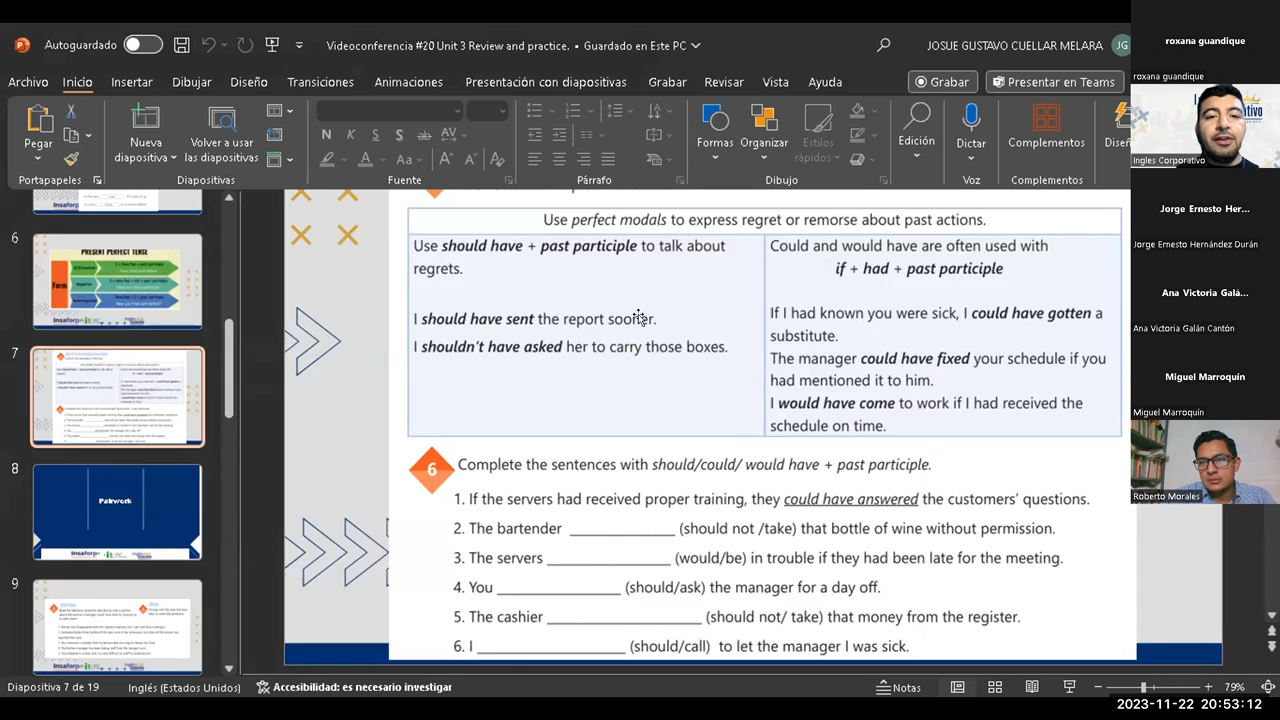 Autoguardado
Videoconferencia #20 Unit 3 Review and practice. • Guardado en Este PC
JOSUE GUSTAVO CUELLAR MELARA
JG
Archivo Inicio Insertar Dibujar Diseño Transiciones Animaciones Presentación con diapositivas Grabar Revisar Vista Ayuda
Grabar
Presentar en Teams
Pegar
Nueva diapositiva
Volver a usar las diapositivas
Formas
Organizar
Estilos rápidos
Edición
Dictar
Complementos
Portapapeles
Diapositivas
Fuente
Párrafo
Dibujo
Voz
Complementos
6
PRESENT PERFECT TENSE
Form
7
8
Pairwork
Insaforp
9
Insaforp
Use perfect modals to express regret or remorse about past actions.
Use should have + past participle to talk about
regrets.
I should have sent the report sooner.
I shouldn't have asked her to carry those boxes.
Could and would have are often used with
If + had + past participle
If I had known you were sick, I could have gotten a
substitute.
The manager could have fixed your schedule if you
had mentioned it to him.
I would have come to work if I had received the
schedule on time.
6
Complete the sentences with should/could/ would have + past participle.
1. If the servers had received proper training, they could have answered the customers' questions.
2. The bartender ______________ (should not /take) that bottle of wine without permission.
3. The servers ________________ (would/be) in trouble if they had been late for the meeting.
4. You ________________ (should/ask) the manager for a day off.
5. The cashier ____________________ (should not/ take) that money from the register.
6. I ___________________ (should/call) to let the manager I was sick.
roxana guandique
roxana guandique
Ingles Corporativo
Jorge Ernesto Her...
Jorge Ernesto Hernández Durán
Ana Victoria Galá...
Ana Victoria Galán Cantón
Miguel Marroquín
Miguel Marroquín
Roberto Morales
Diapositiva 7 de 19
Inglés (Estados Unidos)
Accesibilidad: es necesario investigar
Notas
79%
2023-11-22 20:53:12